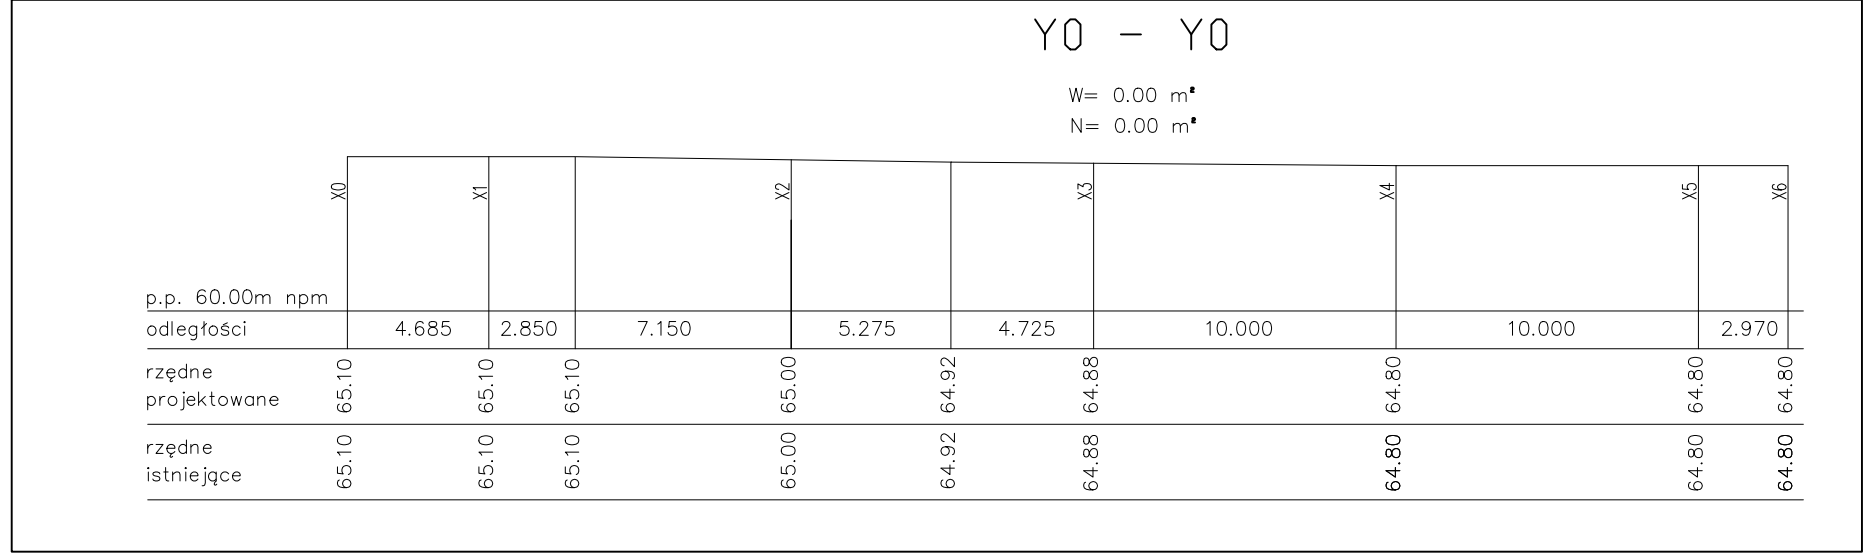 Y0 - Y0
W= 0.00 m²
N= 0.00 m²
X0 X1 X2 X3 X4 X5 X6
p.p. 60.00m npm
odległości 4.685 2.850 7.150 5.275 4.725 10.000 10.000 2.970
rzędne
projektowane
65.10 65.10 65.10 65.00 64.92 64.88 64.80 64.80 64.80
rzędne
istniejące
65.10 65.10 65.10 65.00 64.92 64.88 64.80 64.80 64.80